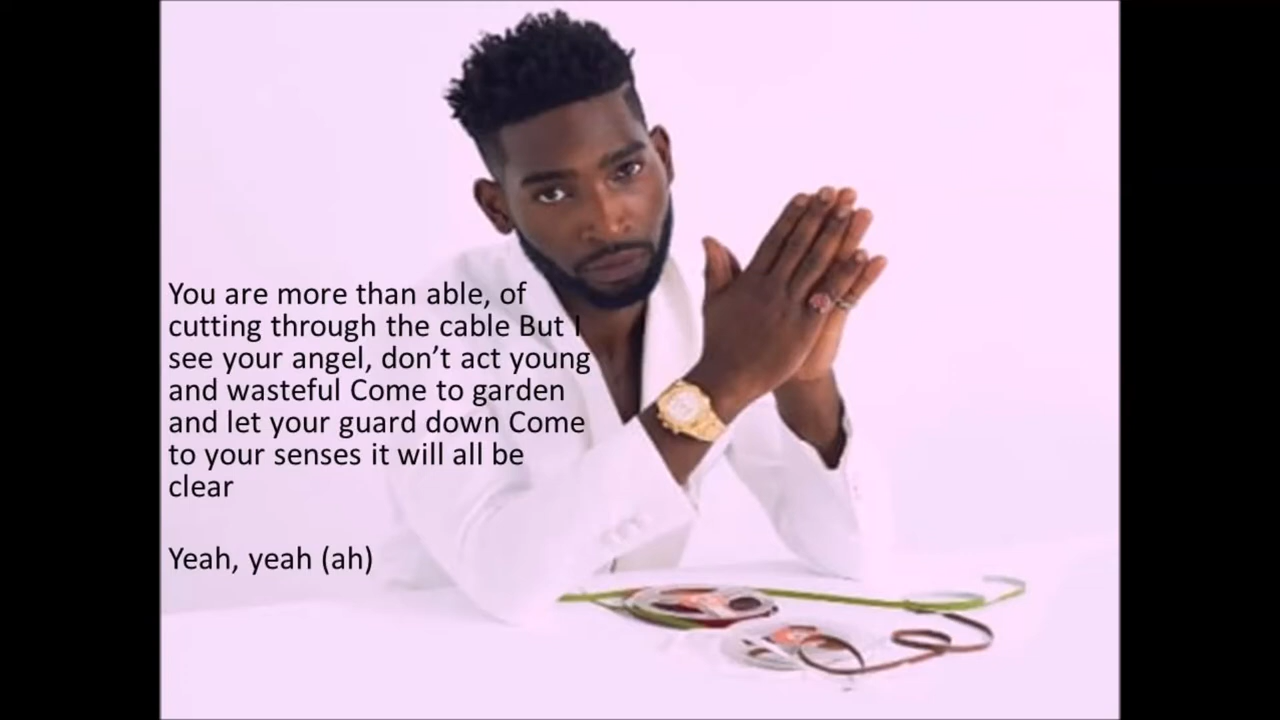 You are more than able, of
cutting through the cable But I
see your angel, don’t act young
and wasteful Come to garden
and let your guard down Come
to your senses it will all be
clear
Yeah, yeah (ah)